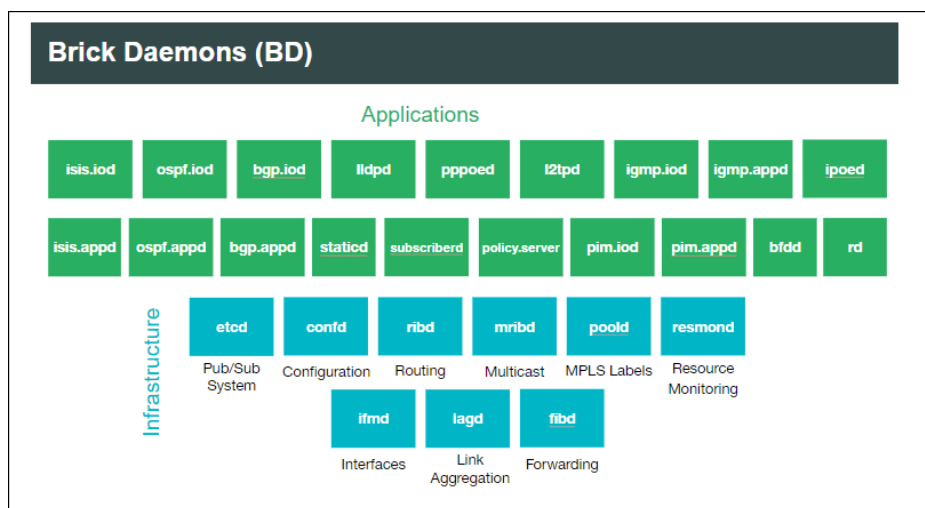 Brick Daemons (BD)
Applications
isis.iod ospf.iod bgp.iod lldpd pppoed l2tpd igmp.iod igmp.appd ipoed
isis.appd ospf.appd bgp.appd staticd subscriberd policy.server pim.iod pim.appd bfdd rd
Infrastructure
etcd confd ribd mribd poold resmond
Pub/Sub System Configuration Routing Multicast MPLS Labels Resource Monitoring
ifmd lagd fibd
Interfaces Link Aggregation Forwarding